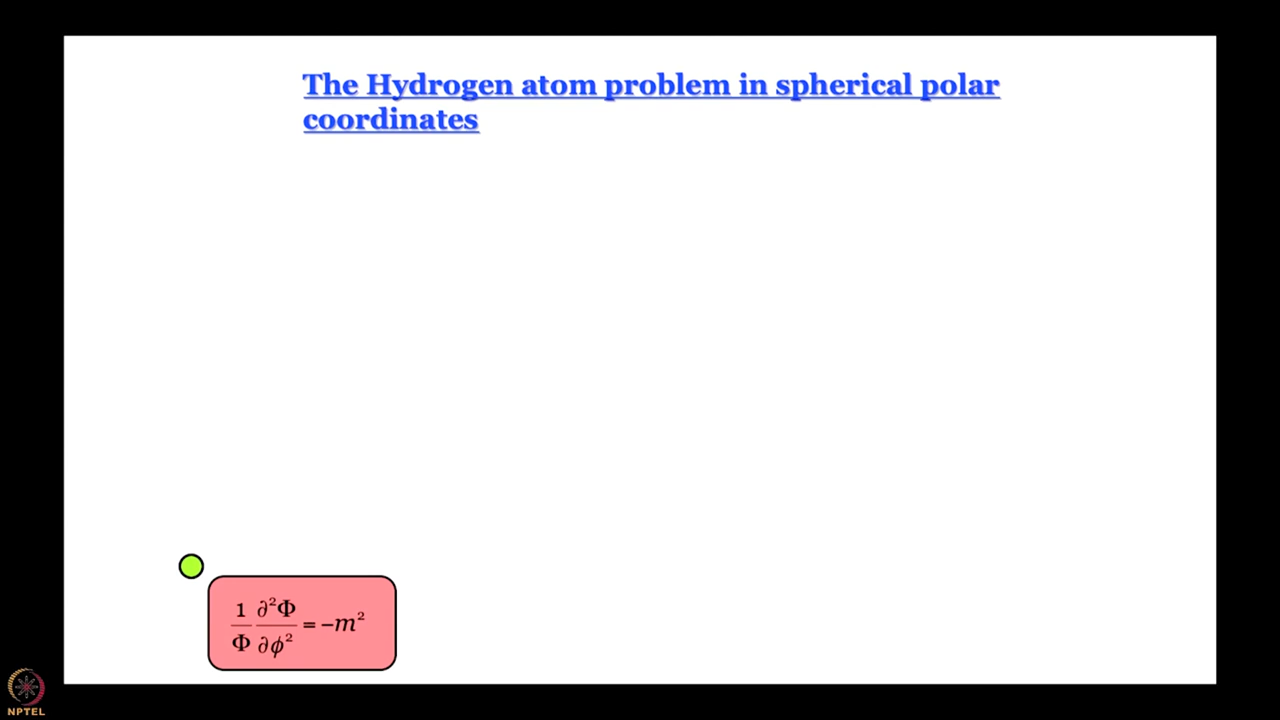 The Hydrogen atom problem in spherical polar
coordinates
1/Φ ∂²Φ/∂ϕ² = −m²
NPTEL